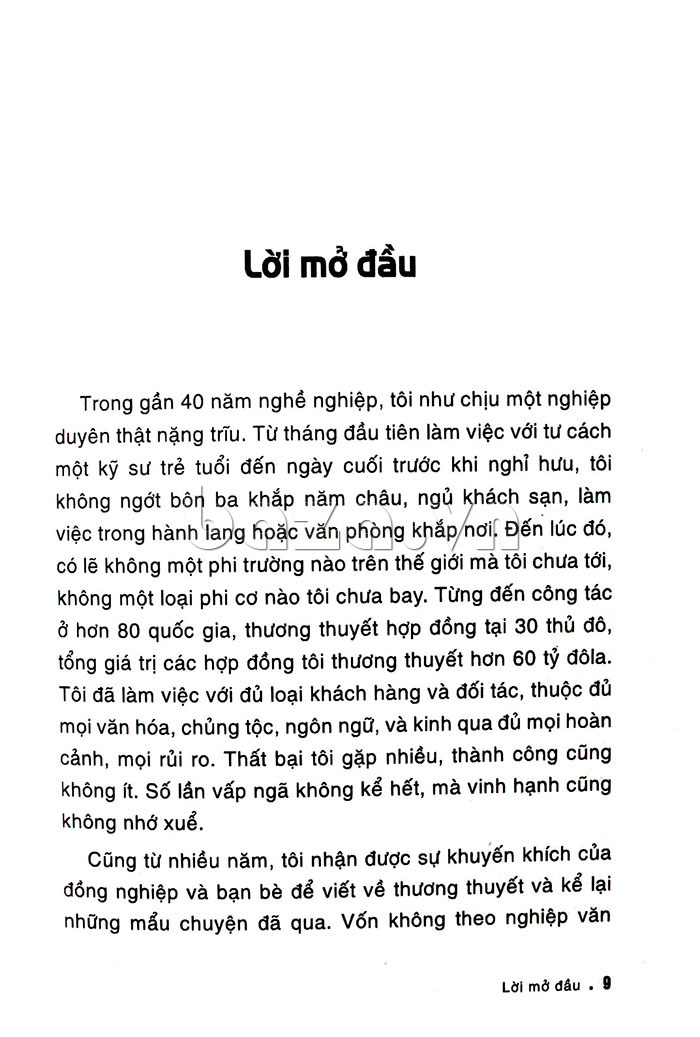 Lời mở đầu
Trong gần 40 năm nghề nghiệp, tôi như chịu một nghiệp
duyên thật nặng trĩu. Từ tháng đầu tiên làm việc với tư cách
một kỹ sư trẻ tuổi đến ngày cuối trước khi nghỉ hưu, tôi
không ngớt bôn ba khắp năm châu, ngủ khách sạn, làm
việc trong hành lang hoặc văn phòng khắp nơi. Đến lúc đó,
baza.vn
có lẽ không một phi trường nào trên thế giới mà tôi chưa tới,
không một loại phi cơ nào tôi chưa bay. Từng đến công tác
ở hơn 80 quốc gia, thương thuyết hợp đồng tại 30 thủ đô,
tổng giá trị các hợp đồng tôi thương thuyết hơn 60 tỷ đôla.
Tôi đã làm việc với đủ loại khách hàng và đối tác, thuộc đủ
mọi văn hóa, chủng tộc, ngôn ngữ, và kinh qua đủ mọi hoàn
cảnh, mọi rủi ro. Thất bại tôi gặp nhiều, thành công cũng
không ít. Số lần vấp ngã không kể hết, mà vinh hạnh cũng
không nhớ xuể.
Cũng từ nhiều năm, tôi nhận được sự khuyến khích của
đồng nghiệp và bạn bè để viết về thương thuyết và kể lại
những mẩu chuyện đã qua. Vốn không theo nghiệp văn
Lời mở đầu . 9